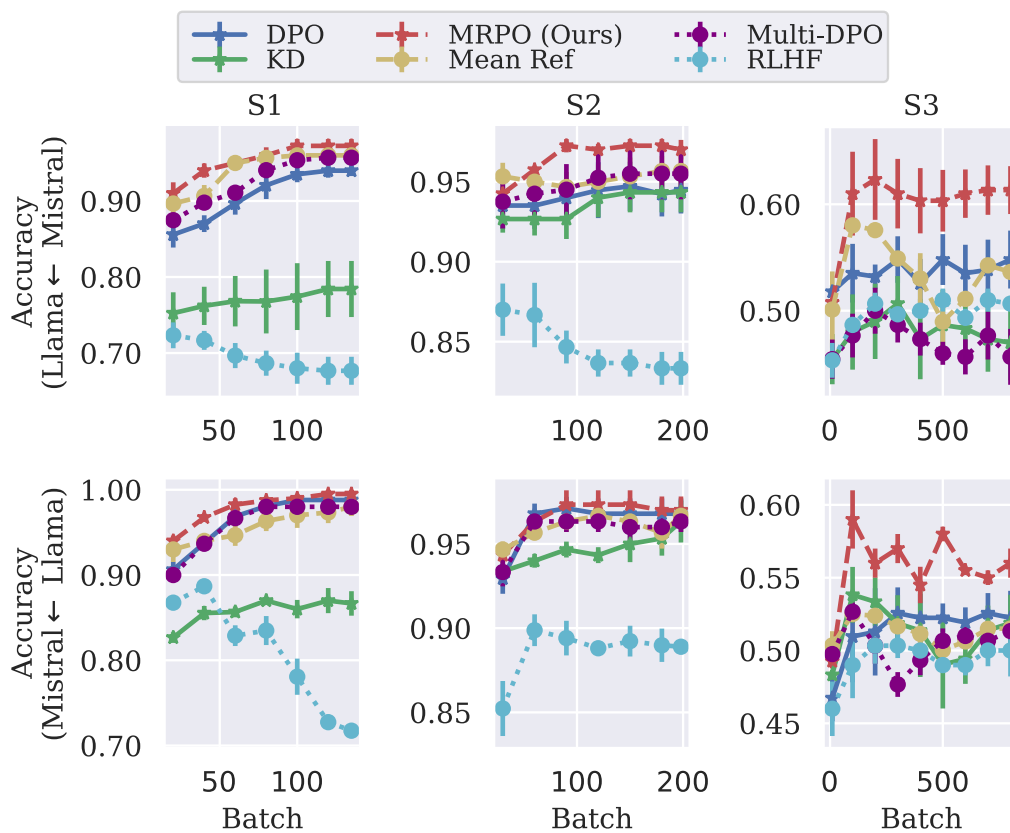 DPO MRPO (Ours) Multi-DPO
KD Mean Ref RLHF
S1 S2 S3
Accuracy
(Llama ← Mistral)
0.90
0.80
0.70
50 100
0.95
0.90
0.85
100 200
0.60
0.50
0 500
Accuracy
(Mistral ← Llama)
1.00
0.90
0.80
0.70
50 100
Batch
0.95
0.90
0.85
100 200
Batch
0.60
0.55
0.50
0.45
0 500
Batch